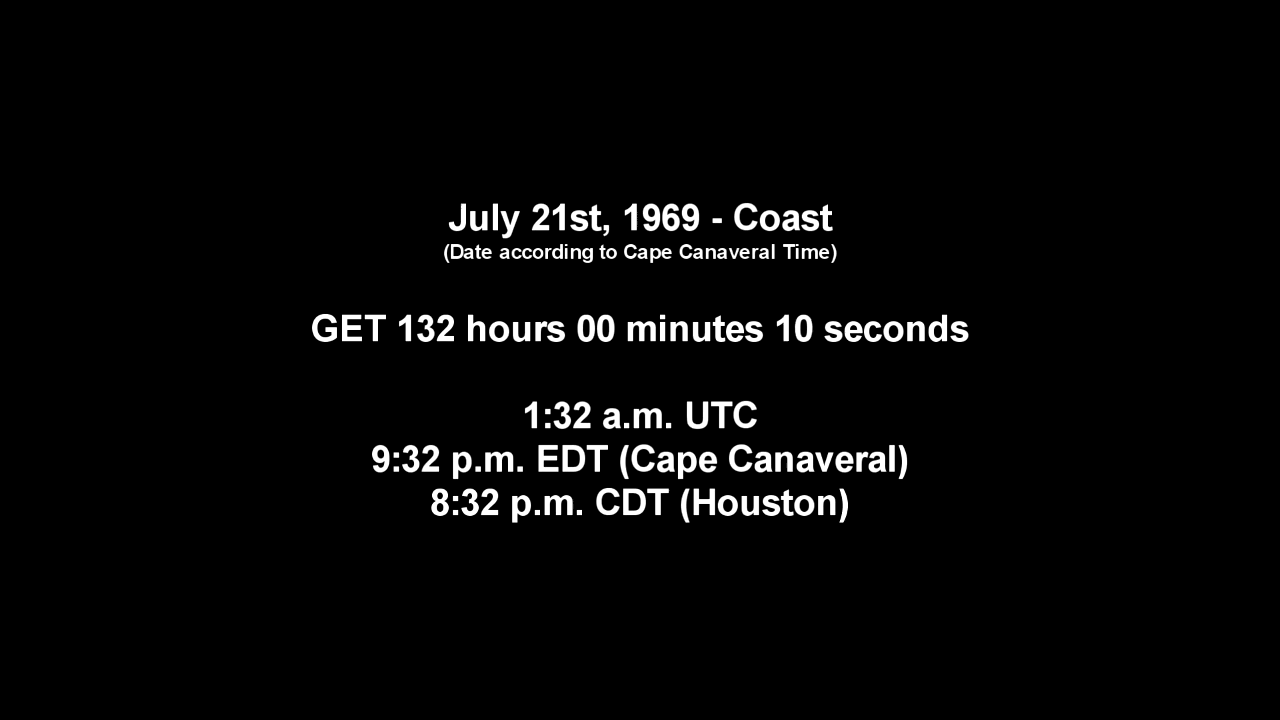 July 21st, 1969 - Coast
(Date according to Cape Canaveral Time)
GET 132 hours 00 minutes 10 seconds
1:32 a.m. UTC
9:32 p.m. EDT (Cape Canaveral)
8:32 p.m. CDT (Houston)